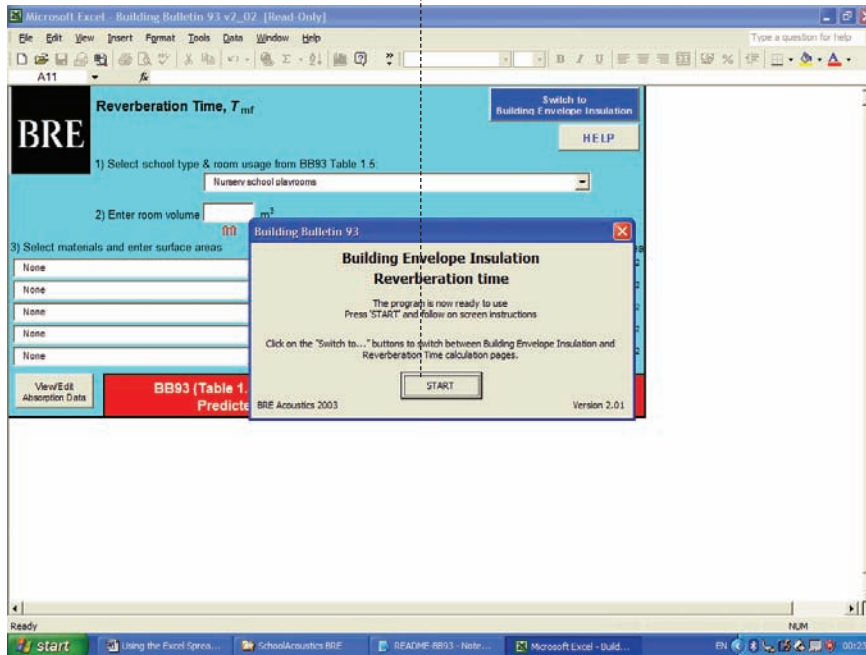 Microsoft Excel - Building Bulletin 93 v2_02 [Read-Only]
File Edit View Insert Format Tools Data Window Help
Type a question for help
A11
fx
BRE
Reverberation Time, T mf
Switch to
Building Envelope Insulation
HELP
1) Select school type & room usage from BB93 Table 1.5:
Nursery school playrooms
2) Enter room volume m³
3) Select materials and enter surface areas
None
None
None
None
None
View/Edit
Absorption Data
BB93 (Table 1.
Predicte
Building Bulletin 93
Building Envelope Insulation
Reverberation time
The program is now ready to use
Press 'START' and follow on screen instructions
Click on the "Switch to..." buttons to switch between Building Envelope Insulation and
Reverberation Time calculation pages.
START
BRE Acoustics 2003
Version 2.01
Ready
NUM
start
Using the Excel Sprea...
SchoolAcoustics BRE
README-BB93 - Note...
Microsoft Excel - Build...
EN
00:23